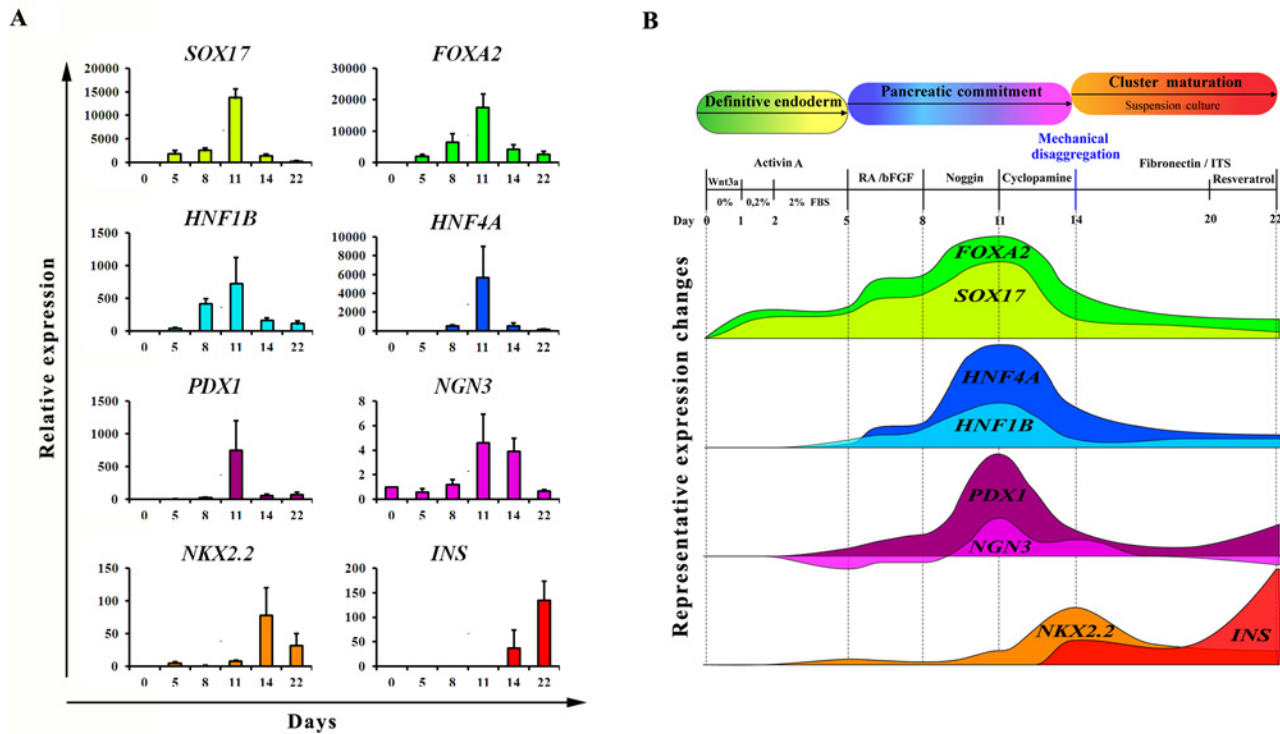 A
SOX17
20000
15000
10000
5000
0
0 5 8 11 14 22
FOXA2
30000
20000
10000
0
0 5 8 11 14 22
HNF1B
1500
1000
500
0
0 5 8 11 14 22
HNF4A
10000
8000
6000
4000
2000
0
0 5 8 11 14 22
PDX1
1500
1000
500
0
0 5 8 11 14 22
NGN3
8
6
4
2
0
0 5 8 11 14 22
NKX2.2
150
100
50
0
0 5 8 11 14 22
INS
200
150
100
50
0
0 5 8 11 14 22
Relative expression
Days
B
Definitive endoderm
Pancreatic commitment
Cluster maturation
Suspension culture
Mechanical
disaggregation
Activin A
Fibronectin / ITS
Wnt3a
RA /bFGF
Noggin
Cyclopamine
Resveratrol
0% 0,2% 2% FBS
Day 0 1 2 5 8 11 14 20 22
Representative expression changes
FOXA2
SOX17
HNF4A
HNF1B
PDX1
NGN3
NKX2.2
INS